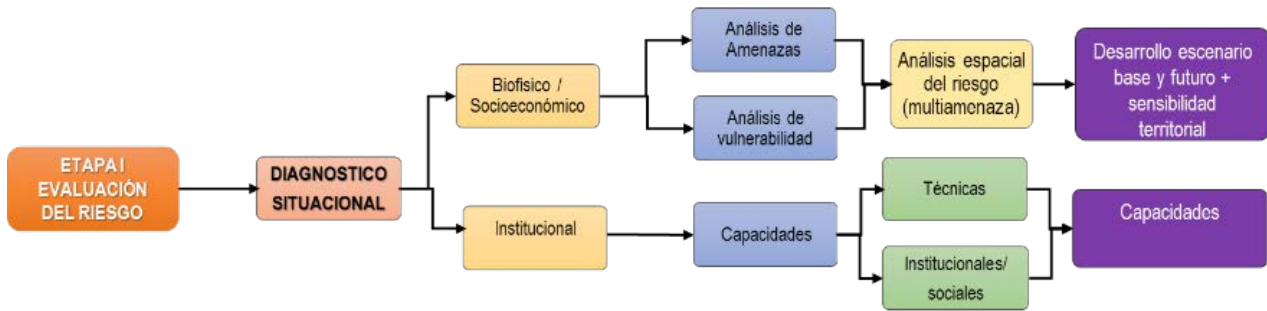 ETAPA I
EVALUACIÓN
DEL RIESGO
DIAGNOSTICO
SITUACIONAL
Biofisico /
Socioeconómico
Análisis de
Amenazas
Análisis de
vulnerabilidad
Análisis espacial
del riesgo
(multiamenaza)
Desarrollo escenario
base y futuro +
sensibilidad
territorial
Institucional
Capacidades
Técnicas
Institucionales/
sociales
Capacidades